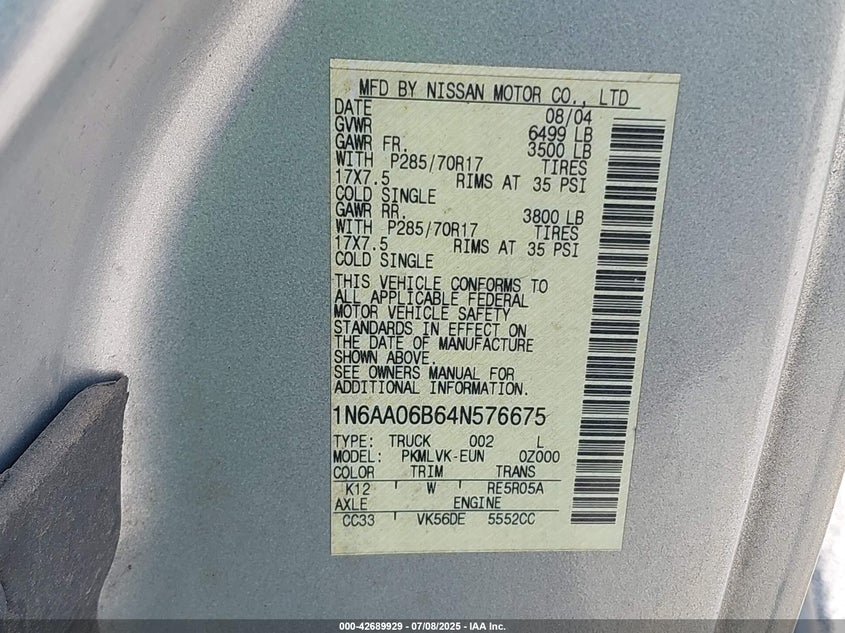 MFD BY NISSAN MOTOR CO., LTD
DATE 08/04
GVWR 6499 LB
GAWR FR. 3500 LB
WITH P285/70R17 TIRES
17X7.5 RIMS AT 35 PSI
COLD SINGLE
GAWR RR. 3800 LB
WITH P285/70R17 TIRES
17X7.5 RIMS AT 35 PSI
COLD SINGLE
THIS VEHICLE CONFORMS TO
ALL APPLICABLE FEDERAL
MOTOR VEHICLE SAFETY
STANDARDS IN EFFECT ON
THE DATE OF MANUFACTURE
SHOWN ABOVE.
SEE OWNERS MANUAL FOR
ADDITIONAL INFORMATION.
1N6AA06B64N576675
TYPE: TRUCK 002 L
MODEL: PKMLVK-EUN 0Z000
COLOR TRIM TRANS
K12 W RE5R05A
AXLE ENGINE
CC33 VK56DE 5552CC
000-42689929 - 07/08/2025 - IAA Inc.